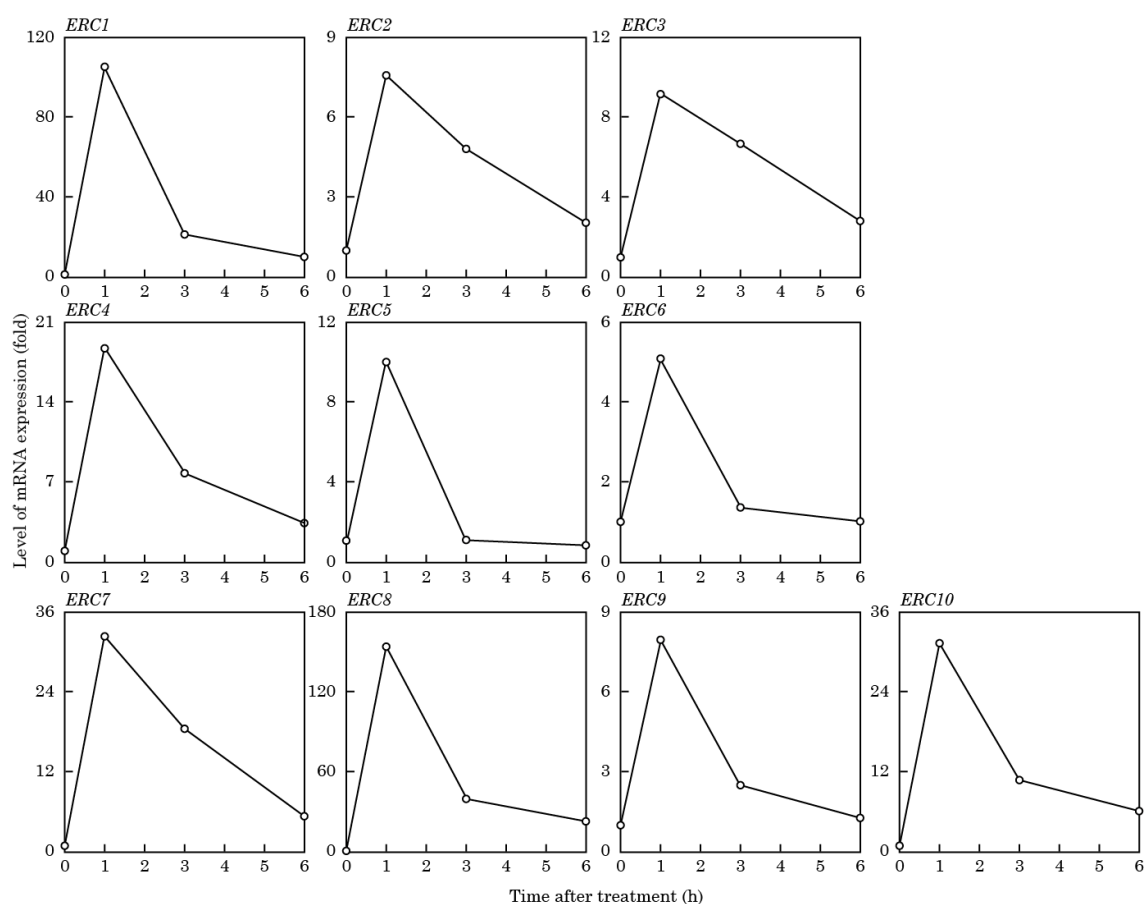 ERC1 ERC2 ERC3
120 9 12
80 6 8
40 3 4
0 0 0
0 1 2 3 4 5 6 0 1 2 3 4 5 6 0 1 2 3 4 5 6
ERC4 ERC5 ERC6
21 12 6
14 8 4
7 4 2
0 0 0
0 1 2 3 4 5 6 0 1 2 3 4 5 6 0 1 2 3 4 5 6
Level of mRNA expression (fold)
ERC7 ERC8 ERC9 ERC10
36 180 9 36
24 120 6 24
12 60 3 12
0 0 0 0
0 1 2 3 4 5 6 0 1 2 3 4 5 6 0 1 2 3 4 5 6 0 1 2 3 4 5 6
Time after treatment (h)